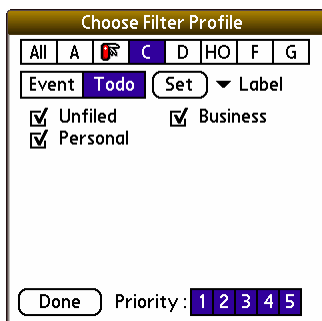 Choose Filter Profile
All A C D HO F G
Event Todo Set Label
Unfiled Business
Personal
Done Priority : 1 2 3 4 5